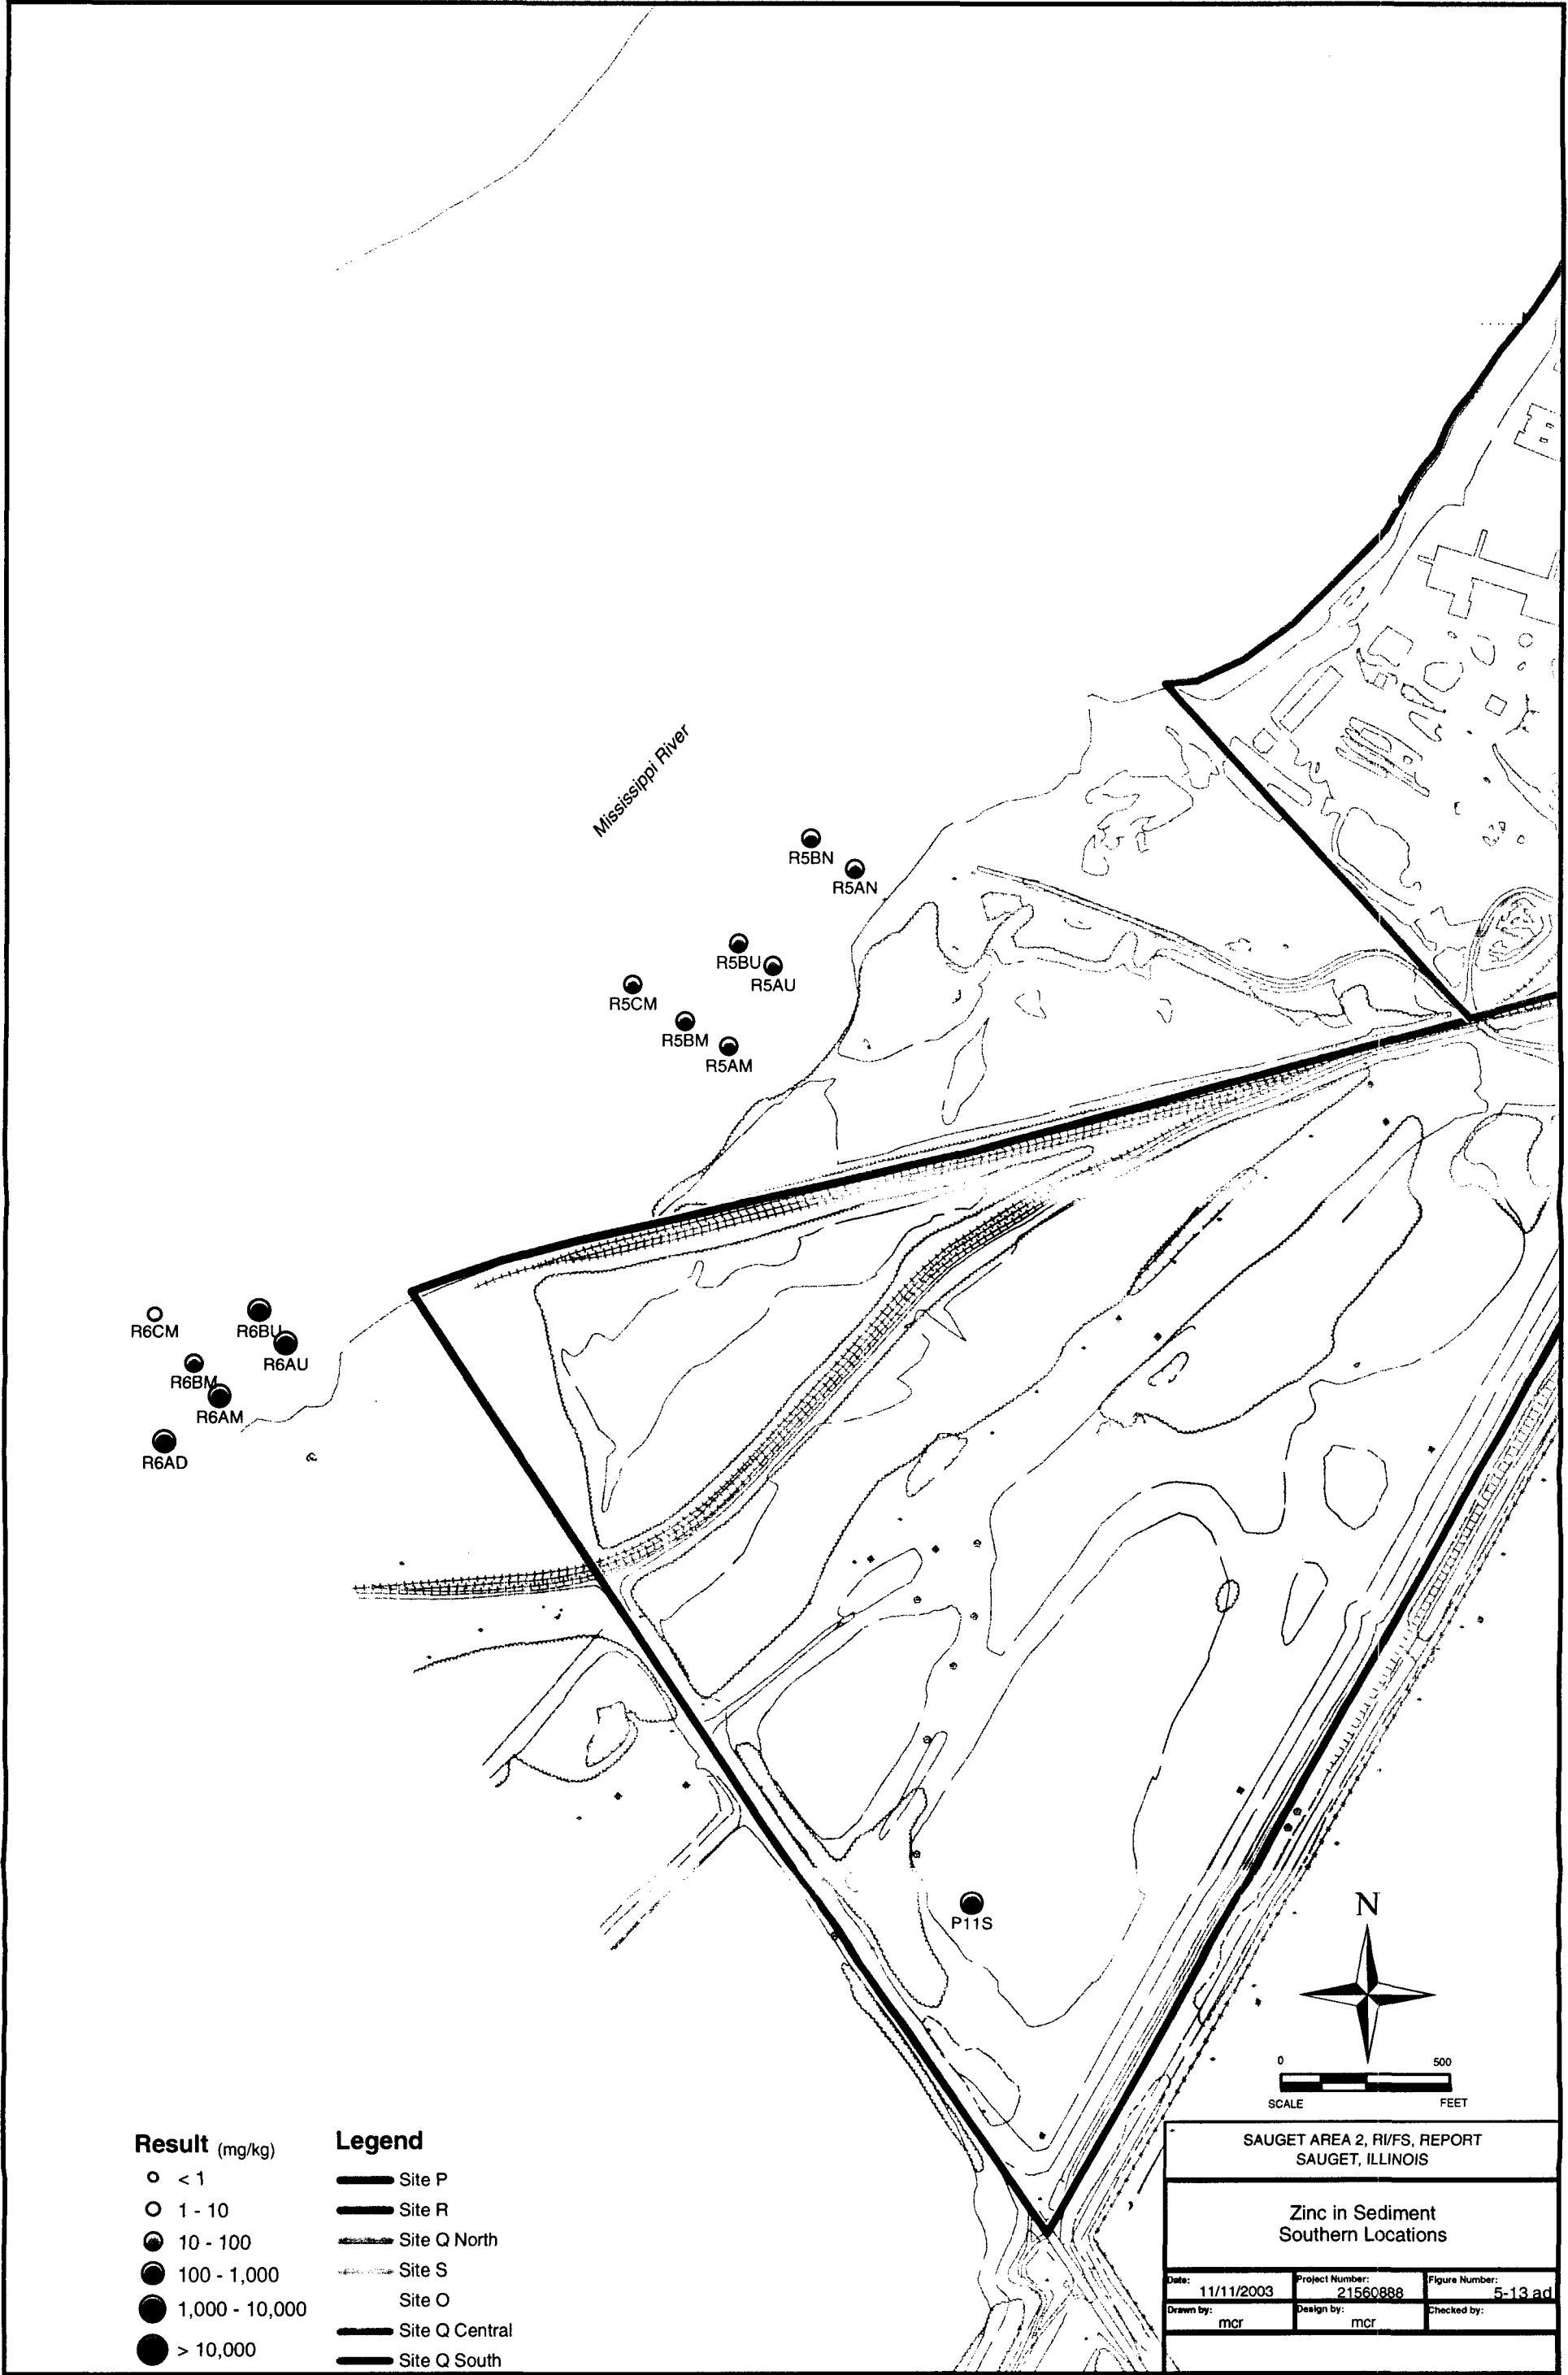 Mississippi River
R5BN
R5AN
R5BU
R5AU
R5CM
R5BM
R5AM
R6CM
R6BU
R6AU
R6BM
R6AM
R6AD
P11S
N
0 500
SCALE FEET
Result (mg/kg)
< 1
1 - 10
10 - 100
100 - 1,000
1,000 - 10,000
> 10,000
Legend
Site P
Site R
Site Q North
Site S
Site O
Site Q Central
Site Q South
SAUGET AREA 2, RI/FS, REPORT
SAUGET, ILLINOIS
Zinc in Sediment
Southern Locations
Date: 11/11/2003
Project Number: 21560888
Figure Number: 5-13 ad
Drawn by: mcr
Design by: mcr
Checked by: